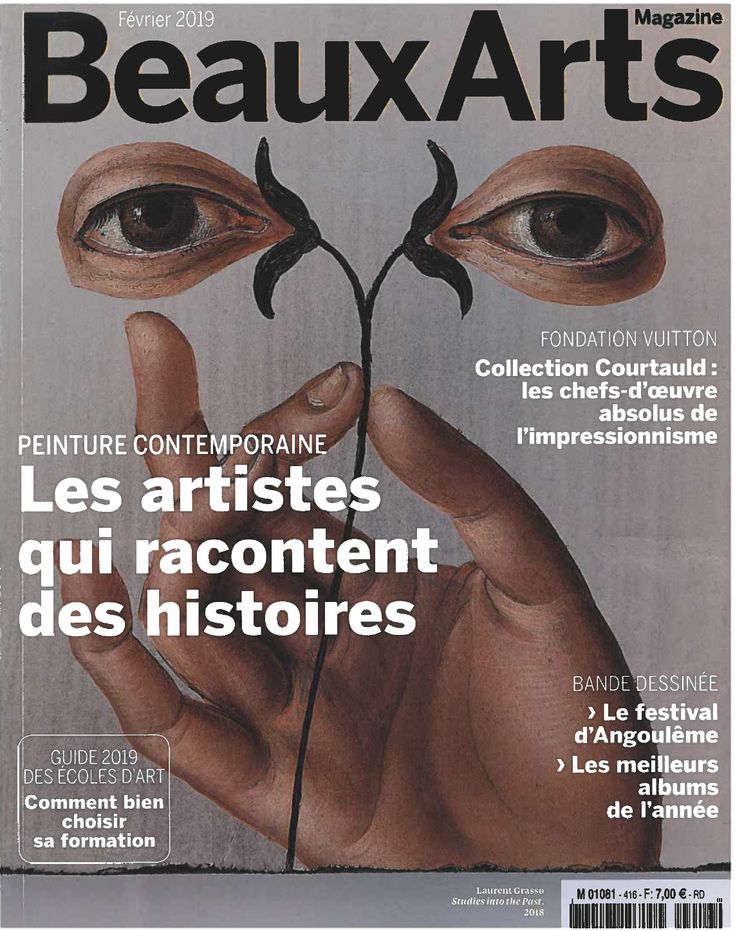 Février 2019
Magazine
BeauxArts
FONDATION VUITTON
Collection Courtauld :
les chefs-d'œuvre
absolus de
l'impressionnisme
PEINTURE CONTEMPORAINE
Les artistes
qui racontent
des histoires
BANDE DESSINÉE
› Le festival
d'Angoulême
› Les meilleurs
albums
de l'année
GUIDE 2019
DES ÉCOLES D'ART
Comment bien
choisir
sa formation
Laurent Grasso
Studies into the Past.
2018
M 01081 - 416 - F: 7,00 € - RD